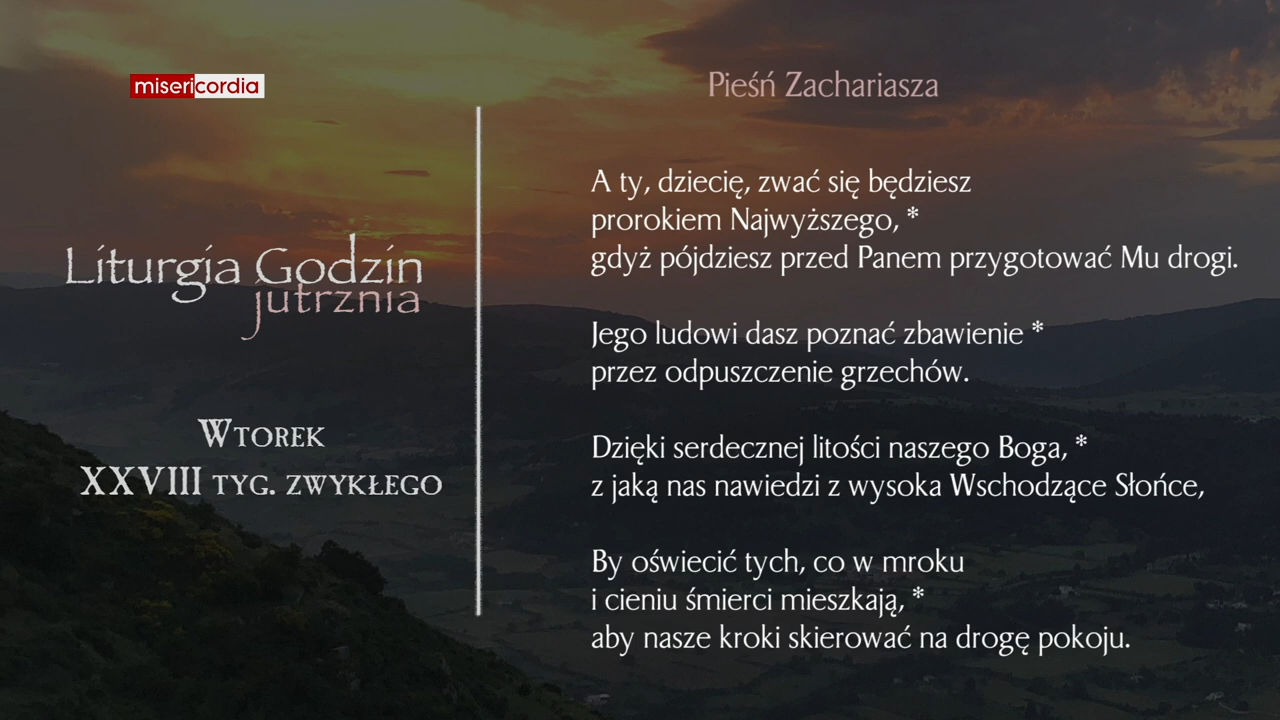 misericordia
Liturgia Godzin
jutrznia
Wtorek
XXVIII tyg. zwykłego
Pieśń Zachariasza
A ty, dziecię, zwać się będziesz
prorokiem Najwyższego, *
gdyż pójdziesz przed Panem przygotować Mu drogi.
Jego ludowi dasz poznać zbawienie *
przez odpuszczenie grzechów.
Dzięki serdecznej litości naszego Boga, *
z jaką nas nawiedzi z wysoka Wschodzące Słońce,
By oświecić tych, co w mroku
i cieniu śmierci mieszkają, *
aby nasze kroki skierować na drogę pokoju.